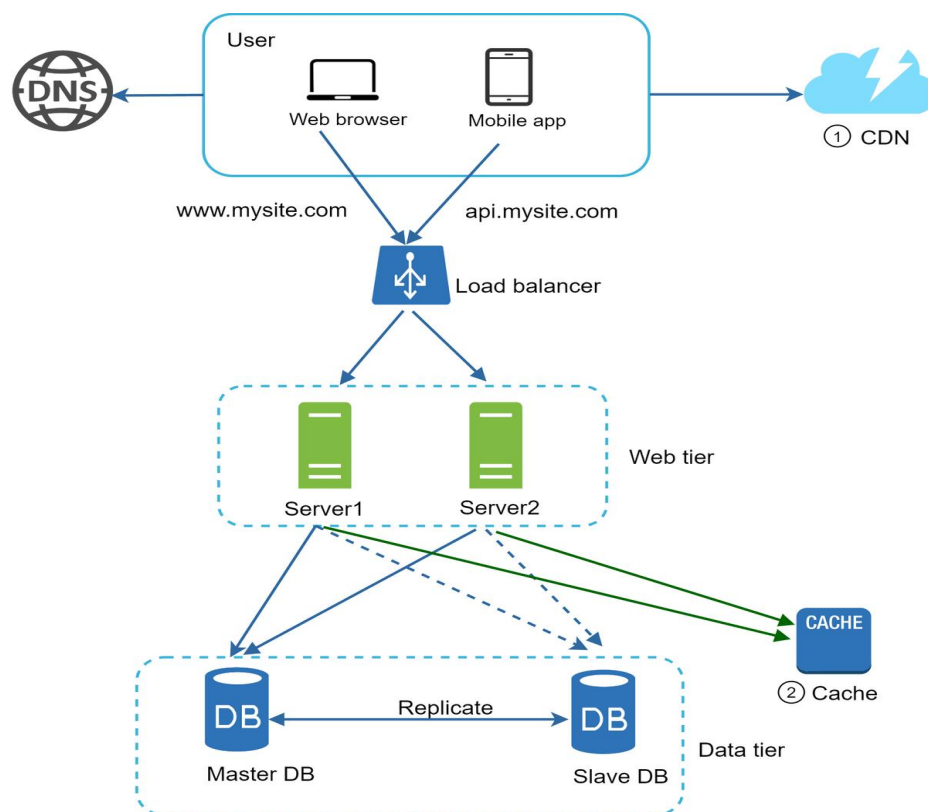 User
DNS
Web browser
Mobile app
1 CDN
www.mysite.com
api.mysite.com
Load balancer
Server1
Server2
Web tier
CACHE
2 Cache
DB
Replicate
DB
Master DB
Slave DB
Data tier